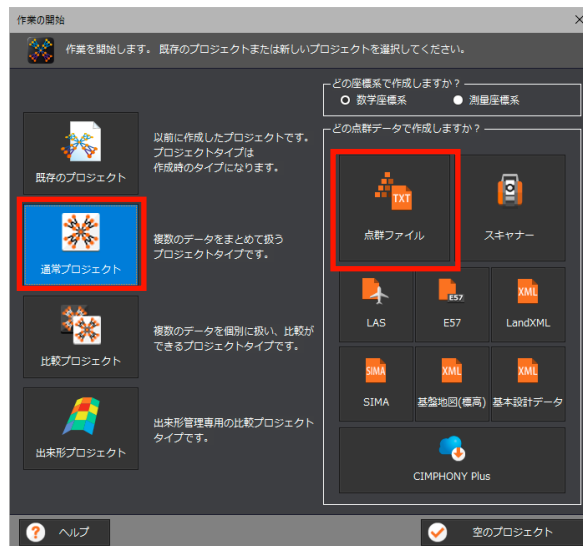 作業の開始
作業を開始します。 既存のプロジェクトまたは新しいプロジェクトを選択してください。
既存のプロジェクト
以前に作成したプロジェクトです。
プロジェクトタイプは
作成時のタイプになります。
通常プロジェクト
複数のデータをまとめて扱う
プロジェクトタイプです。
比較プロジェクト
複数のデータを個別に扱い、比較が
できるプロジェクトタイプです。
出来形プロジェクト
出来形管理専用の比較プロジェクト
タイプです。
どの座標系で作成しますか？
数学座標系
測量座標系
どの点群データで作成しますか？
TXT
点群ファイル
スキャナー
LAS
E57
E57
XML
LandXML
SIMA
SIMA
XML
基盤地図(標高)
XML
基本設計データ
CIMPHONY Plus
ヘルプ
空のプロジェクト